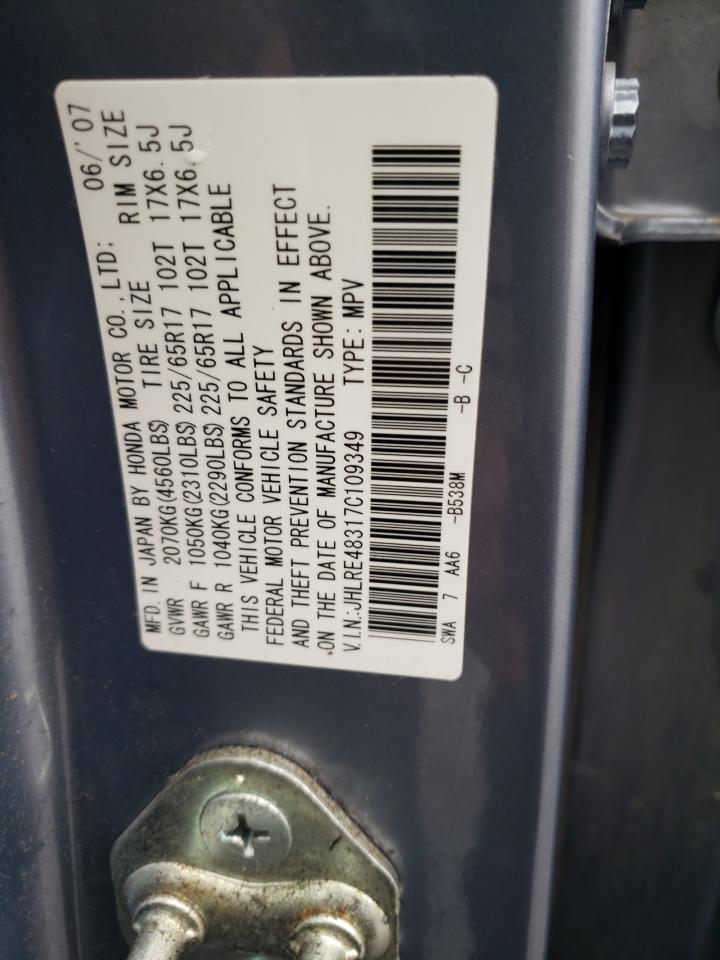 MFD. IN JAPAN BY HONDA MOTOR CO.,LTD; 06/'07
GVWR 2070KG(4560LBS) TIRE SIZE RIM SIZE
GAWR F 1050KG(2310LBS) 225/65R17 102T 17X6.5J
GAWR R 1040KG(2290LBS) 225/65R17 102T 17X6.5J
THIS VEHICLE CONFORMS TO ALL APPLICABLE
FEDERAL MOTOR VEHICLE SAFETY
AND THEFT PREVENTION STANDARDS IN EFFECT
ON THE DATE OF MANUFACTURE SHOWN ABOVE.
V.I.N.:JHLRE48317C109349 TYPE: MPV
SWA 7 AA6 -B538M -B -C